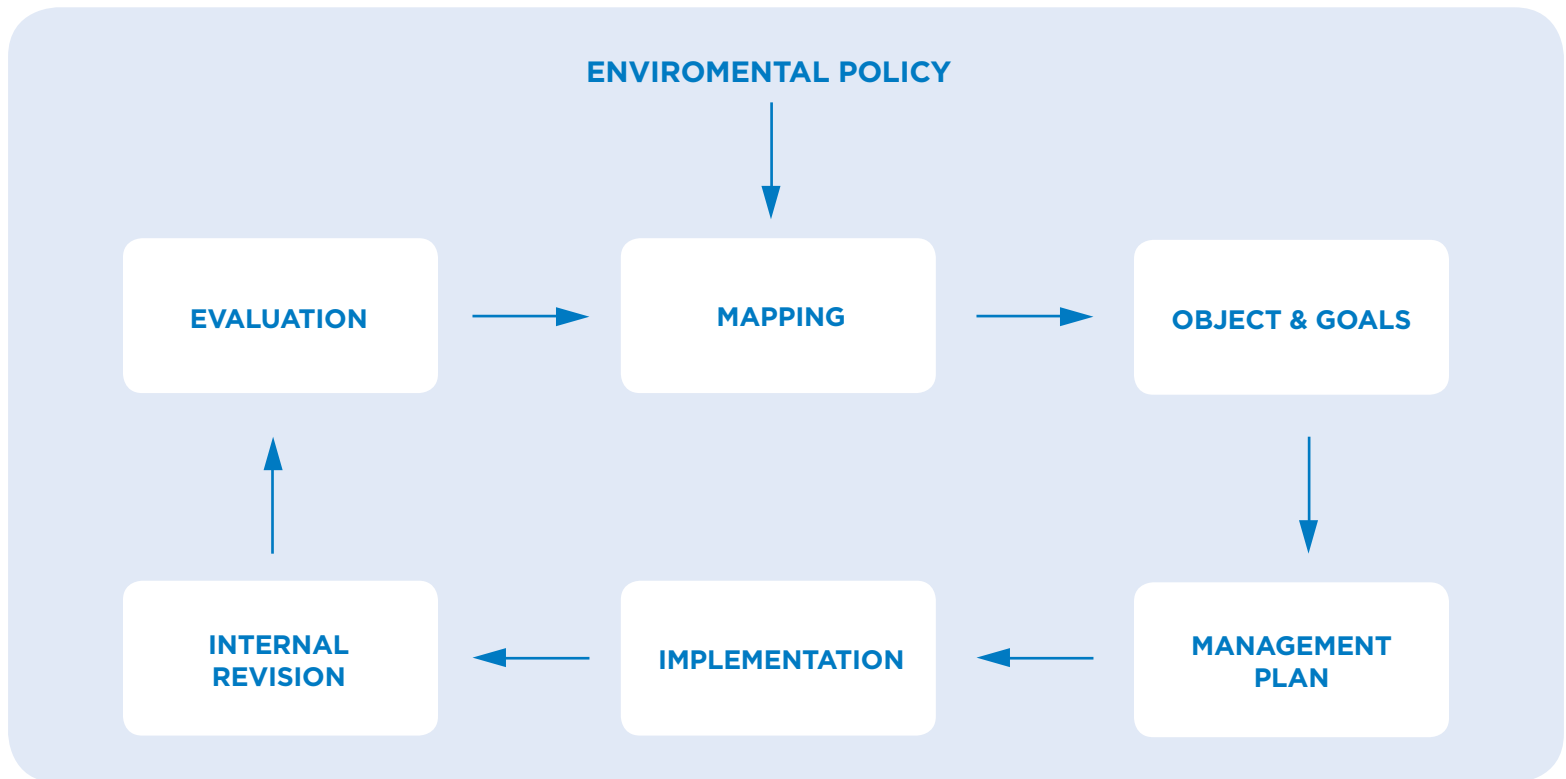 ENVIROMENTAL POLICY
EVALUATION
MAPPING
OBJECT & GOALS
INTERNAL
REVISION
IMPLEMENTATION
MANAGEMENT
PLAN